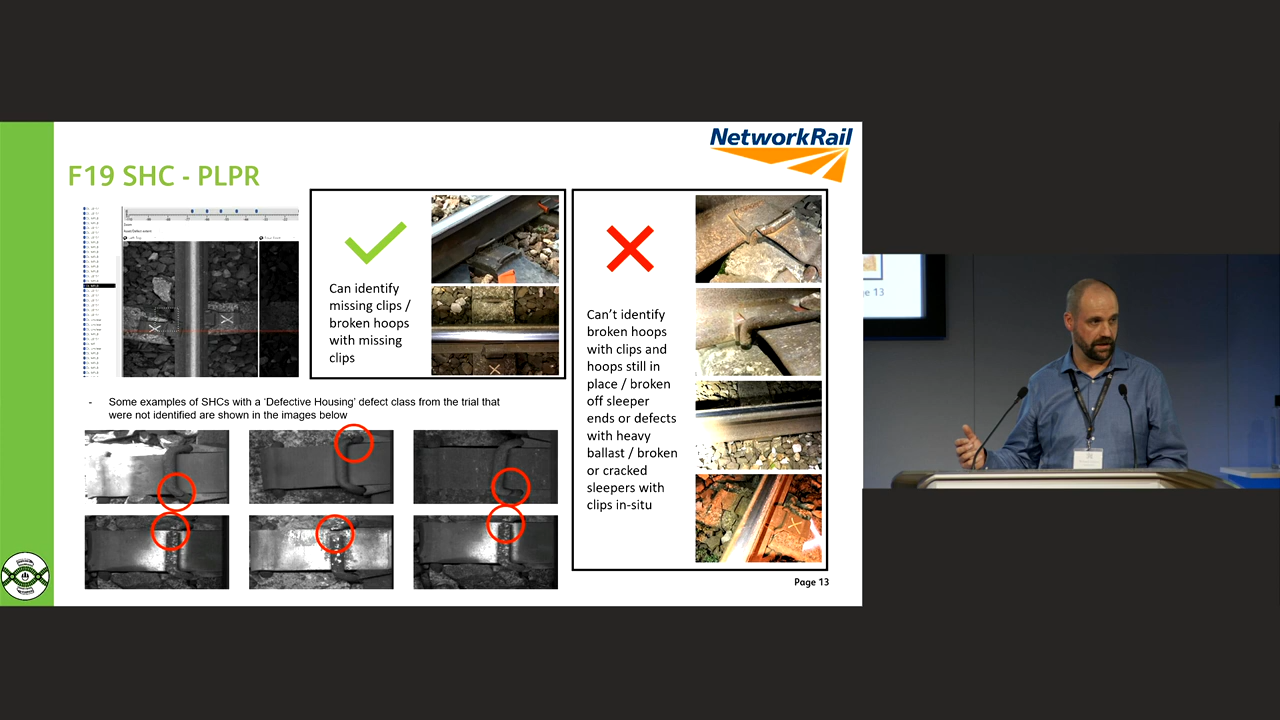 NetworkRail
F19 SHC - PLPR
Can identify
missing clips /
broken hoops
with missing
clips
Can’t identify
broken hoops
with clips and
hoops still in
place / broken
off sleeper
ends or defects
with heavy
ballast / broken
or cracked
sleepers with
clips in-situ
- Some examples of SHCs with a ‘Defective Housing’ defect class from the trial that
were not identified are shown in the images below
Page 13
ge 13